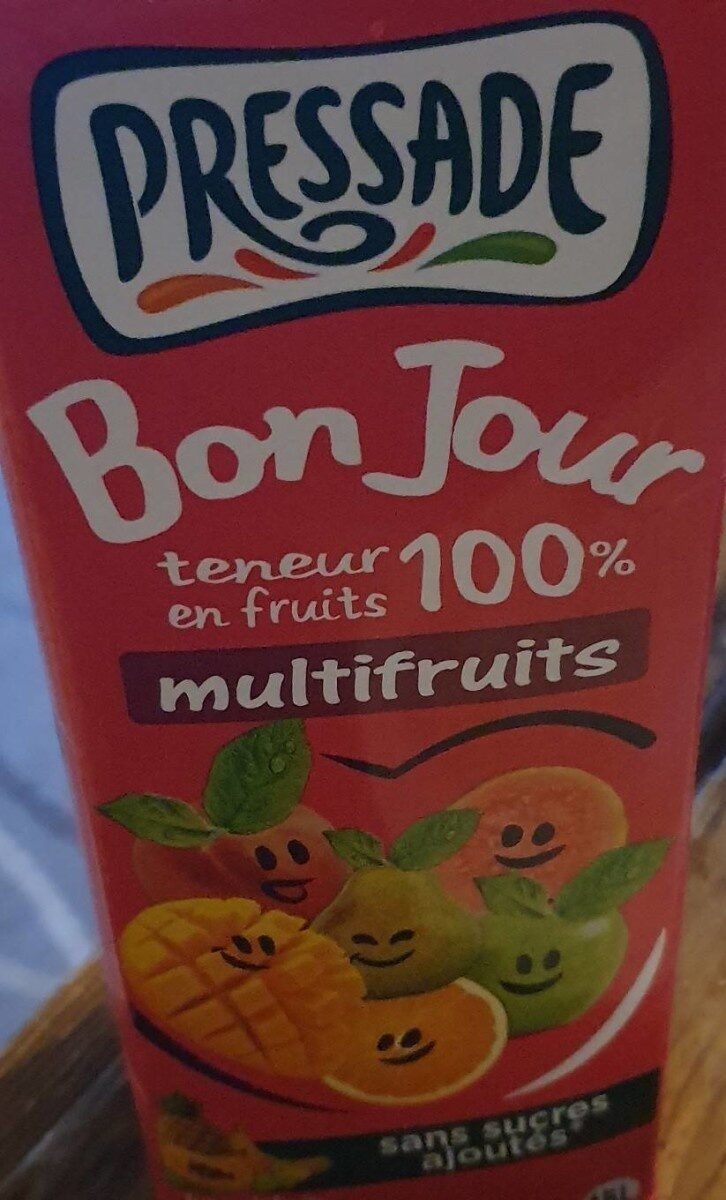 PRESSADE
Bon Jour
teneur
en fruits
100%
multifruits
sans sucres
ajoutés*